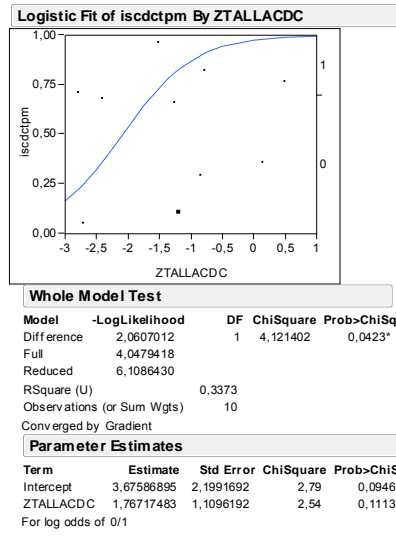 Logistic Fit of iscdctpm By ZTALLACDC
1,00
0,75
0,50
0,25
0,00
iscdctpm
1
0
-3 -2,5 -2 -1,5 -1 -0,5 0 0,5 1
ZTALLACDC
Whole Model Test
Model -LogLikelihood DF ChiSquare Prob>ChiSq
Difference 2,0607012 1 4,121402 0,0423*
Full 4,0479418
Reduced 6,1086430
RSquare (U) 0,3373
Observations (or Sum Wgts) 10
Converged by Gradient
Parameter Estimates
Term Estimate Std Error ChiSquare Prob>ChiS
Intercept 3,67586895 2,1991692 2,79 0,0946
ZTALLACDC 1,76717483 1,1096192 2,54 0,1113
For log odds of 0/1